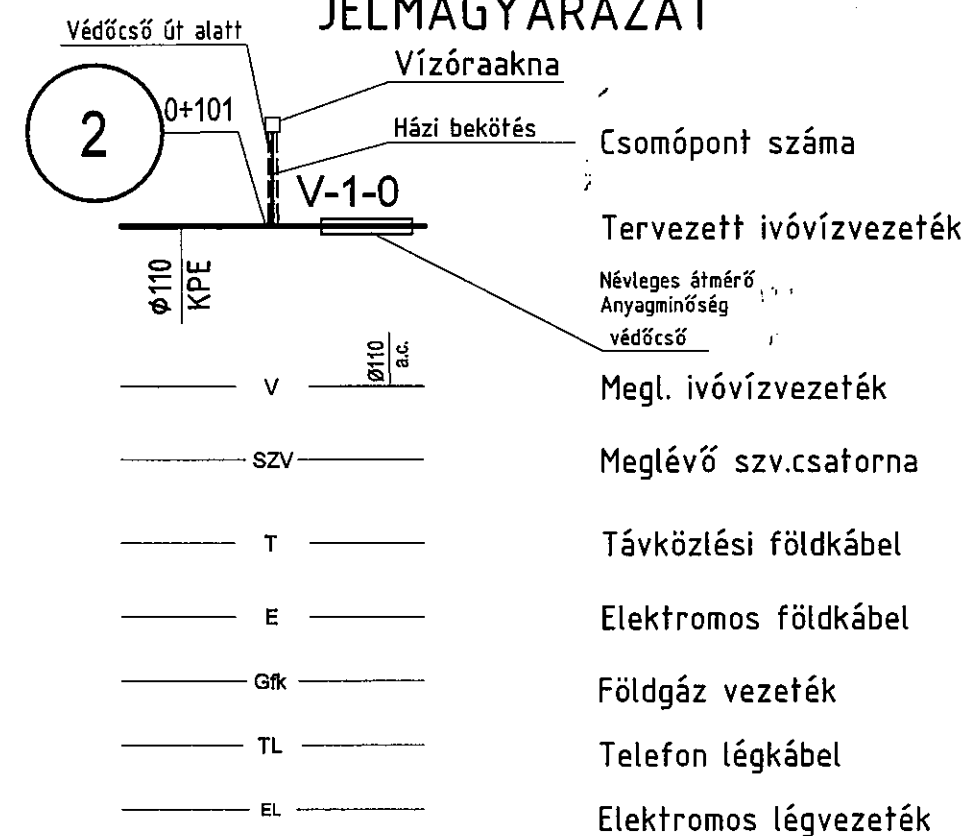 JELMAGYARÁZAT
Védőcső út alatt
Vízóraakna
2
0+101
Házi bekötés
Csomópont száma
V-1-0
Tervezett ivóvízvezeték
ø110
KPE
Névleges átmérő
Anyagminőség
védőcső
Ø110
a.c.
V
Megl. ivóvízvezeték
SZV
Meglévő szv.csatorna
T
Távközlési földkábel
E
Elektromos földkábel
Gfk
Földgáz vezeték
TL
Telefon légkábel
EL
Elektromos légvezeték